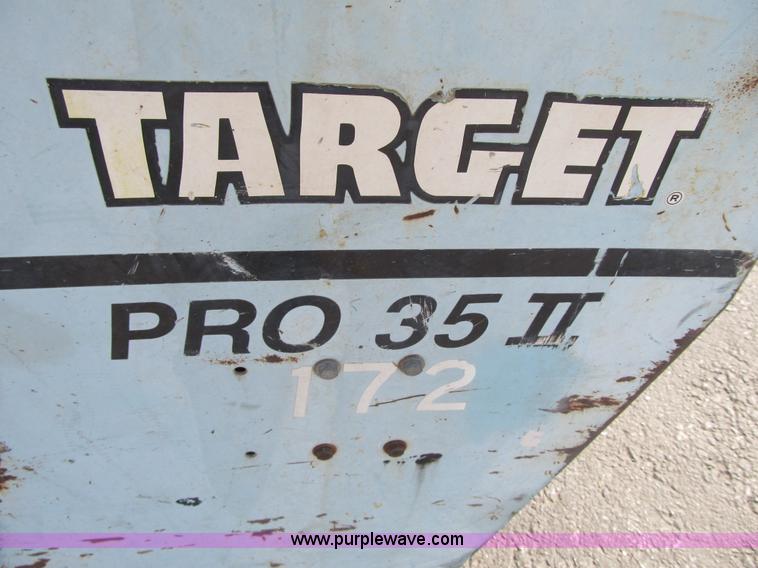 TARGET®
PRO 35 II
172
www.purplewave.com